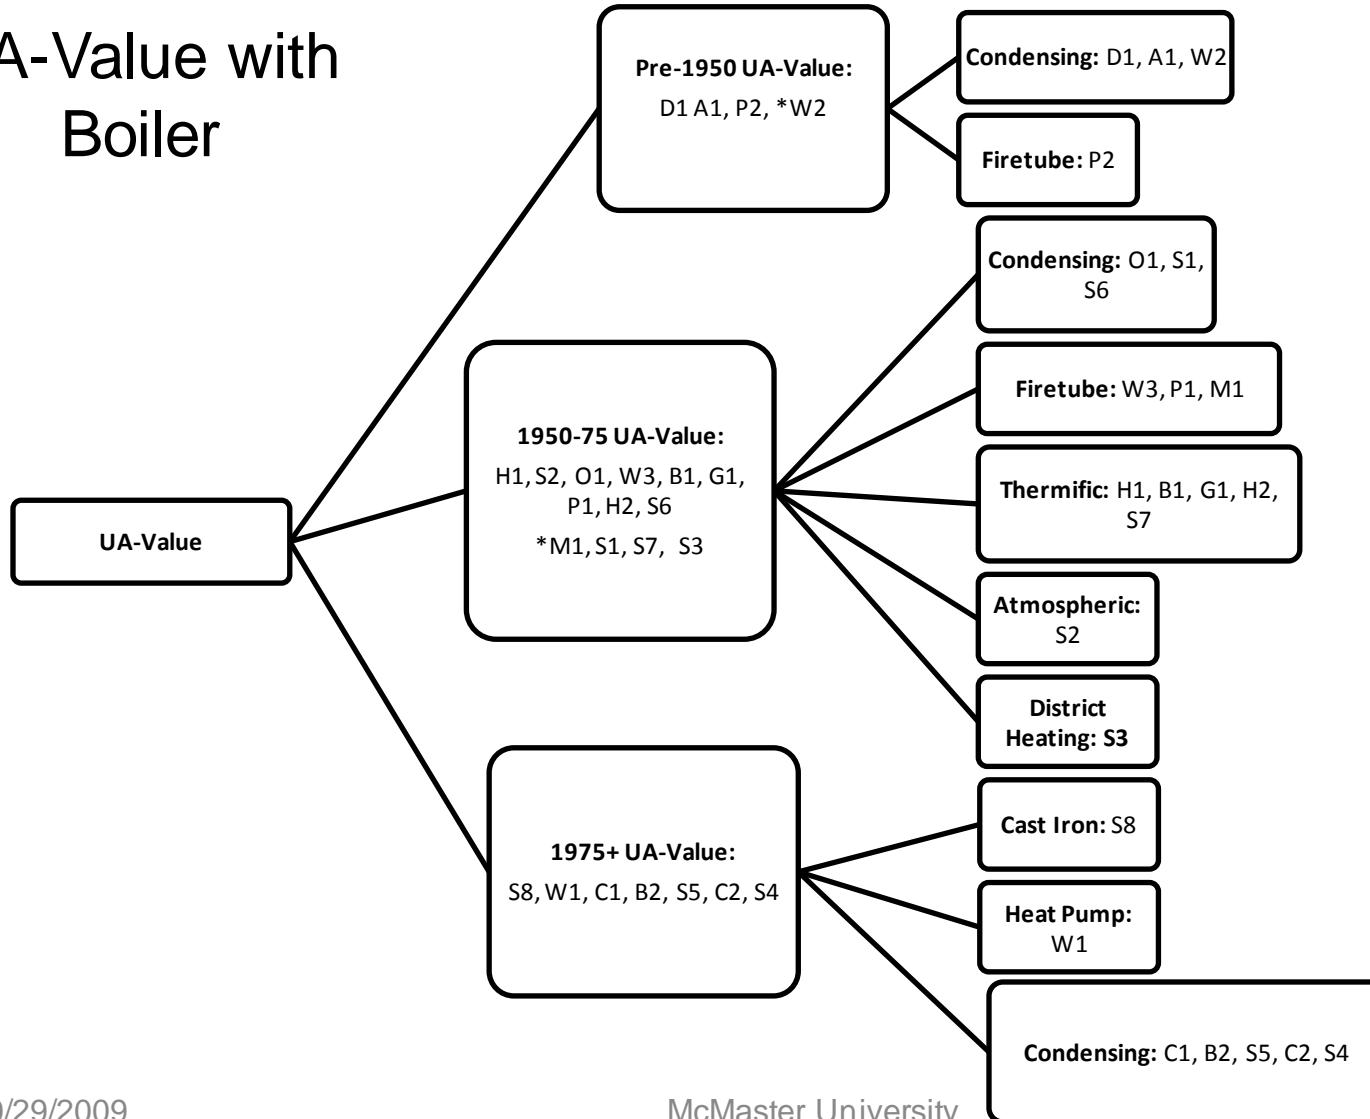 A-Value with
Boiler
Pre-1950 UA-Value:
D1 A1, P2, *W2
Condensing: D1, A1, W2
Firetube: P2
Condensing: O1, S1,
S6
Firetube: W3, P1, M1
1950-75 UA-Value:
H1, S2, O1, W3, B1, G1,
P1, H2, S6
*M1, S1, S7, S3
Thermific: H1, B1, G1, H2,
S7
UA-Value
Atmospheric:
S2
District
Heating: S3
Cast Iron: S8
1975+ UA-Value:
S8, W1, C1, B2, S5, C2, S4
Heat Pump:
W1
Condensing: C1, B2, S5, C2, S4
0/29/2009
McMaster University